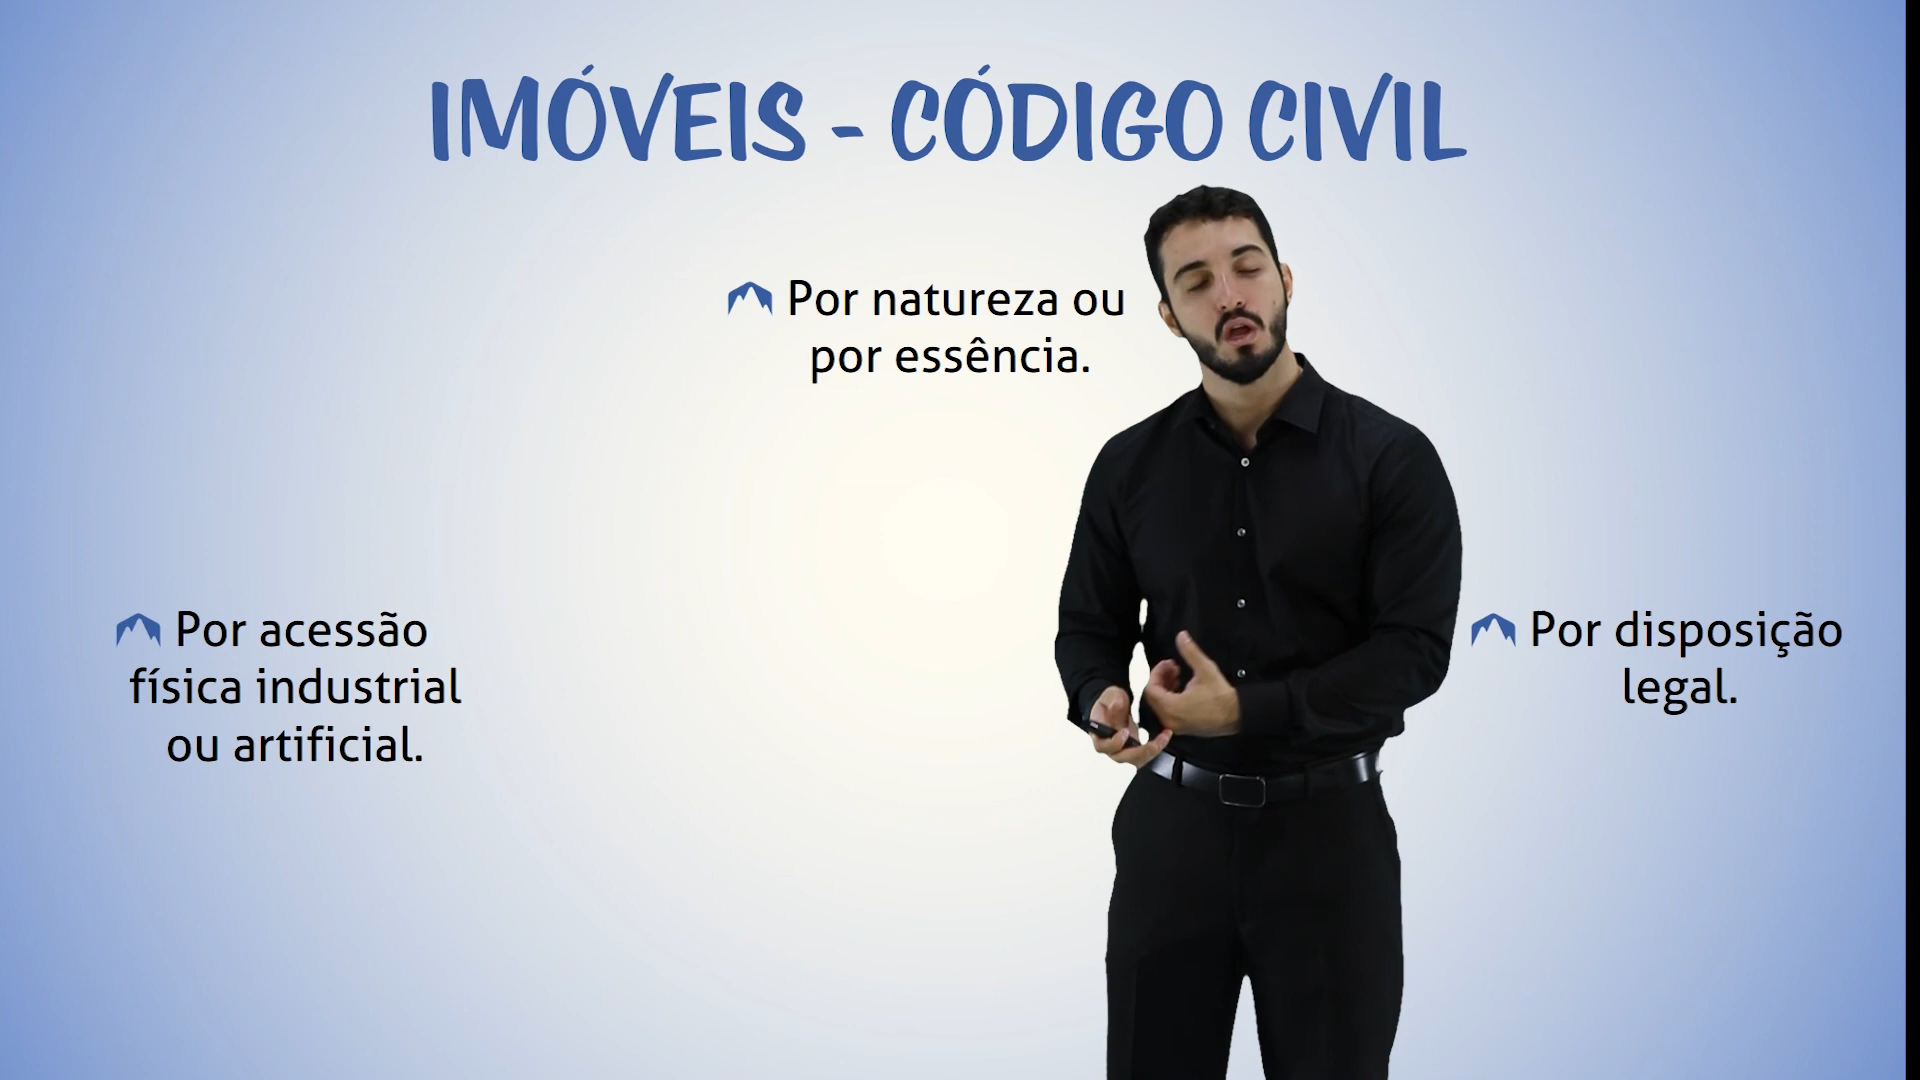 IMÓVEIS - CÓDIGO CIVIL
Por natureza ou
por essência.
Por acessão
física industrial
ou artificial.
Por disposição
legal.